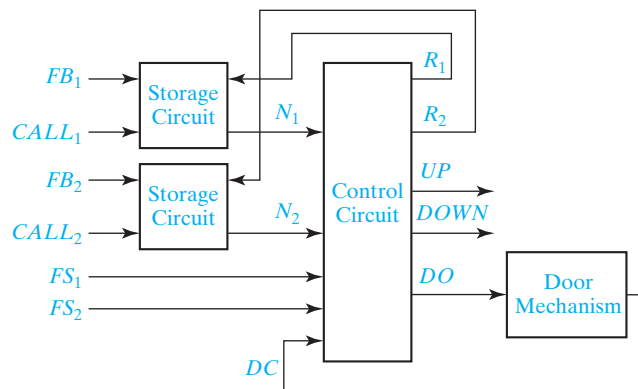 FB₁
CALL₁
Storage
Circuit
N₁
R₁
R₂
FB₂
CALL₂
Storage
Circuit
N₂
Control
Circuit
UP
DOWN
FS₁
FS₂
DO
Door
Mechanism
DC